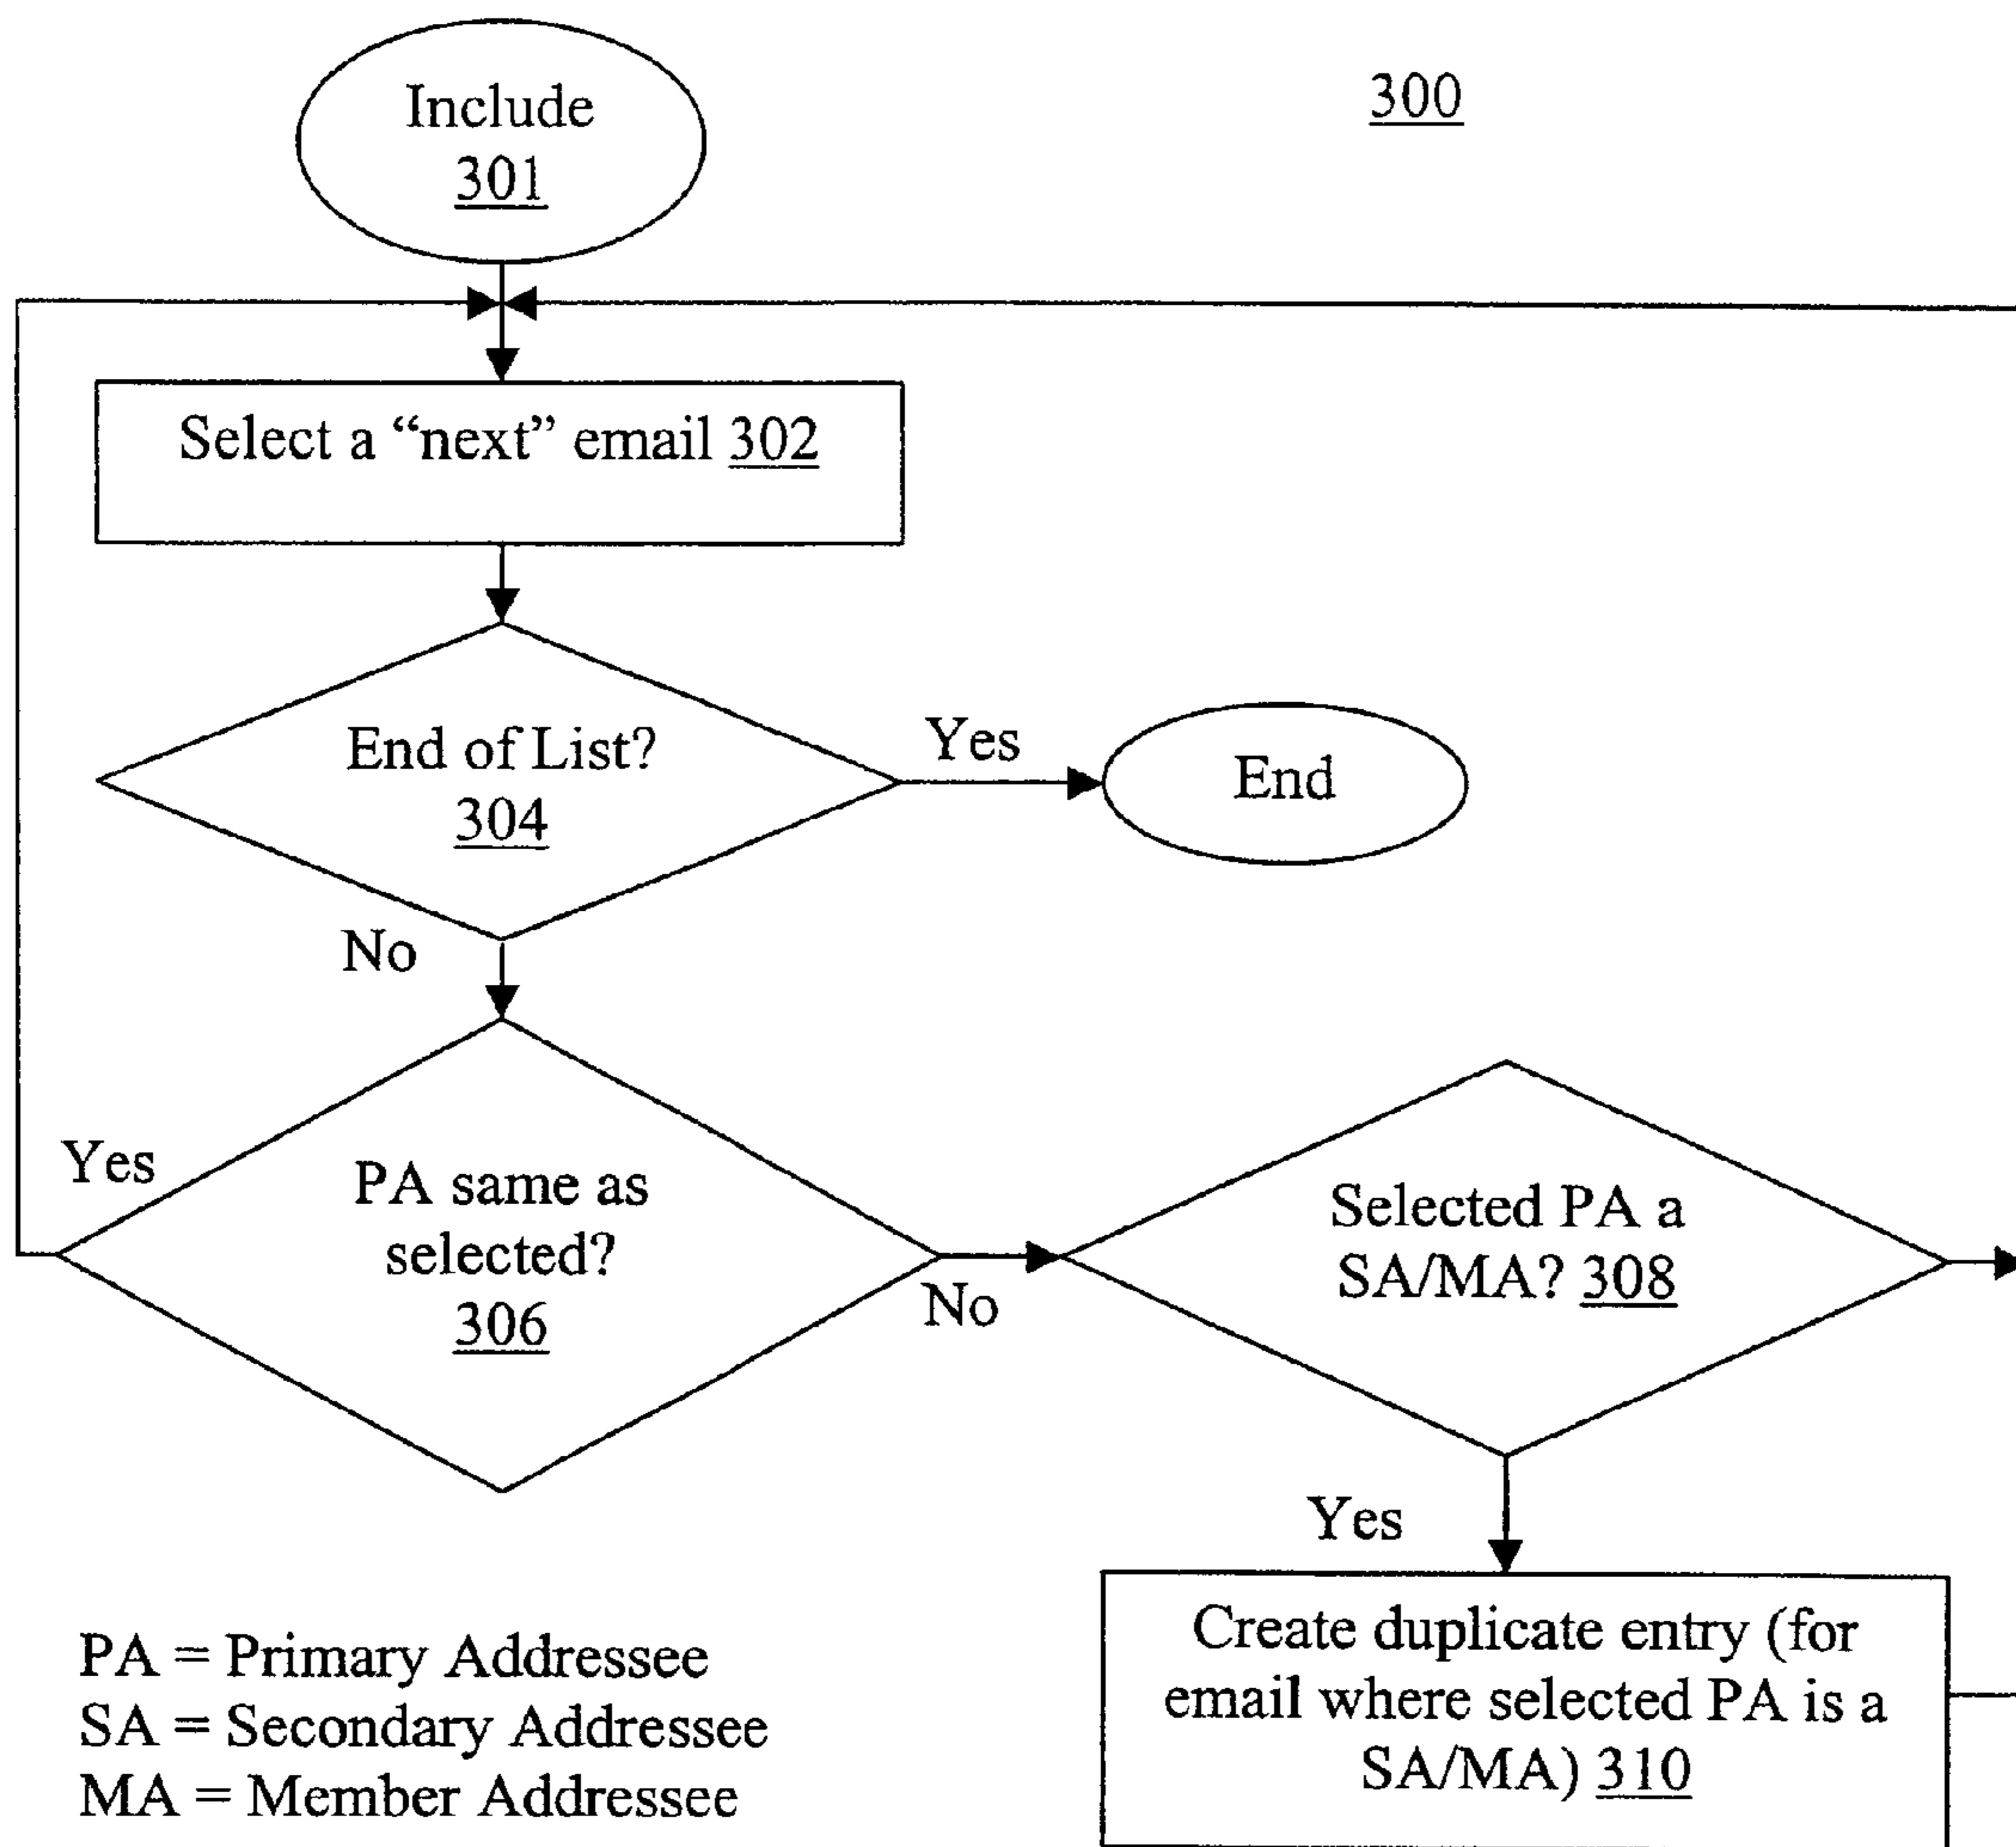 Include
301
300
Select a “next” email 302
End of List?
304
Yes
End
No
Yes
PA same as
selected?
306
No
Selected PA a
SA/MA? 308
Yes
Create duplicate entry (for
email where selected PA is a
SA/MA) 310
PA = Primary Addressee
SA = Secondary Addressee
MA = Member Addressee